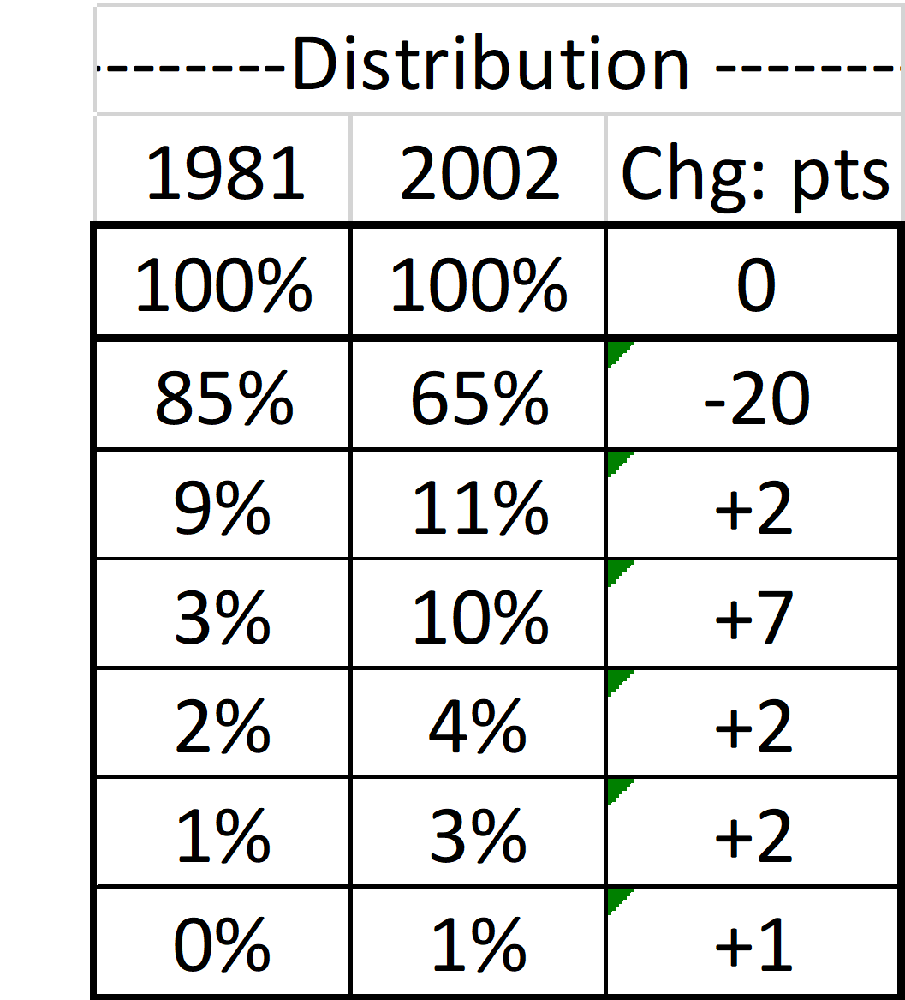 --------Distribution -------
1981 2002 Chg: pts
100% 100% 0
85% 65% -20
9% 11% +2
3% 10% +7
2% 4% +2
1% 3% +2
0% 1% +1